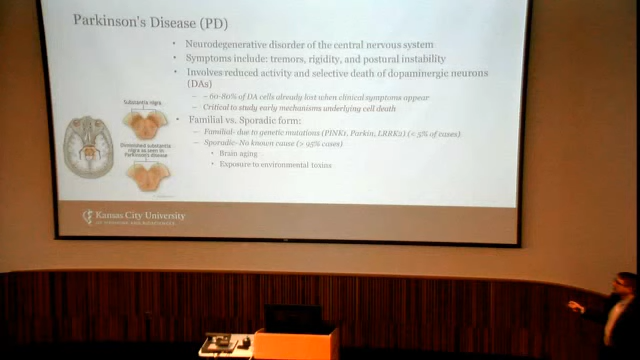 Parkinson's Disease (PD)
• Neurodegenerative disorder of the central nervous system
• Symptoms include: tremors, rigidity, and postural instability
• Involves reduced activity and selective death of dopaminergic neurons
(DAs)
– ~ 60-80% of DA cells already lost when clinical symptoms appear
– Critical to study early mechanisms underlying cell death
• Familial vs. Sporadic form:
– Familial- due to genetic mutations (PINK1, Parkin, LRRK2) (< 5% of cases)
– Sporadic-No known cause (> 95% cases)
• Brain aging
• Exposure to environmental toxins
Substantia nigra
Diminished substantia
nigra as seen in
Parkinson's disease
Kansas City University
OF MEDICINE AND BIOSCIENCES